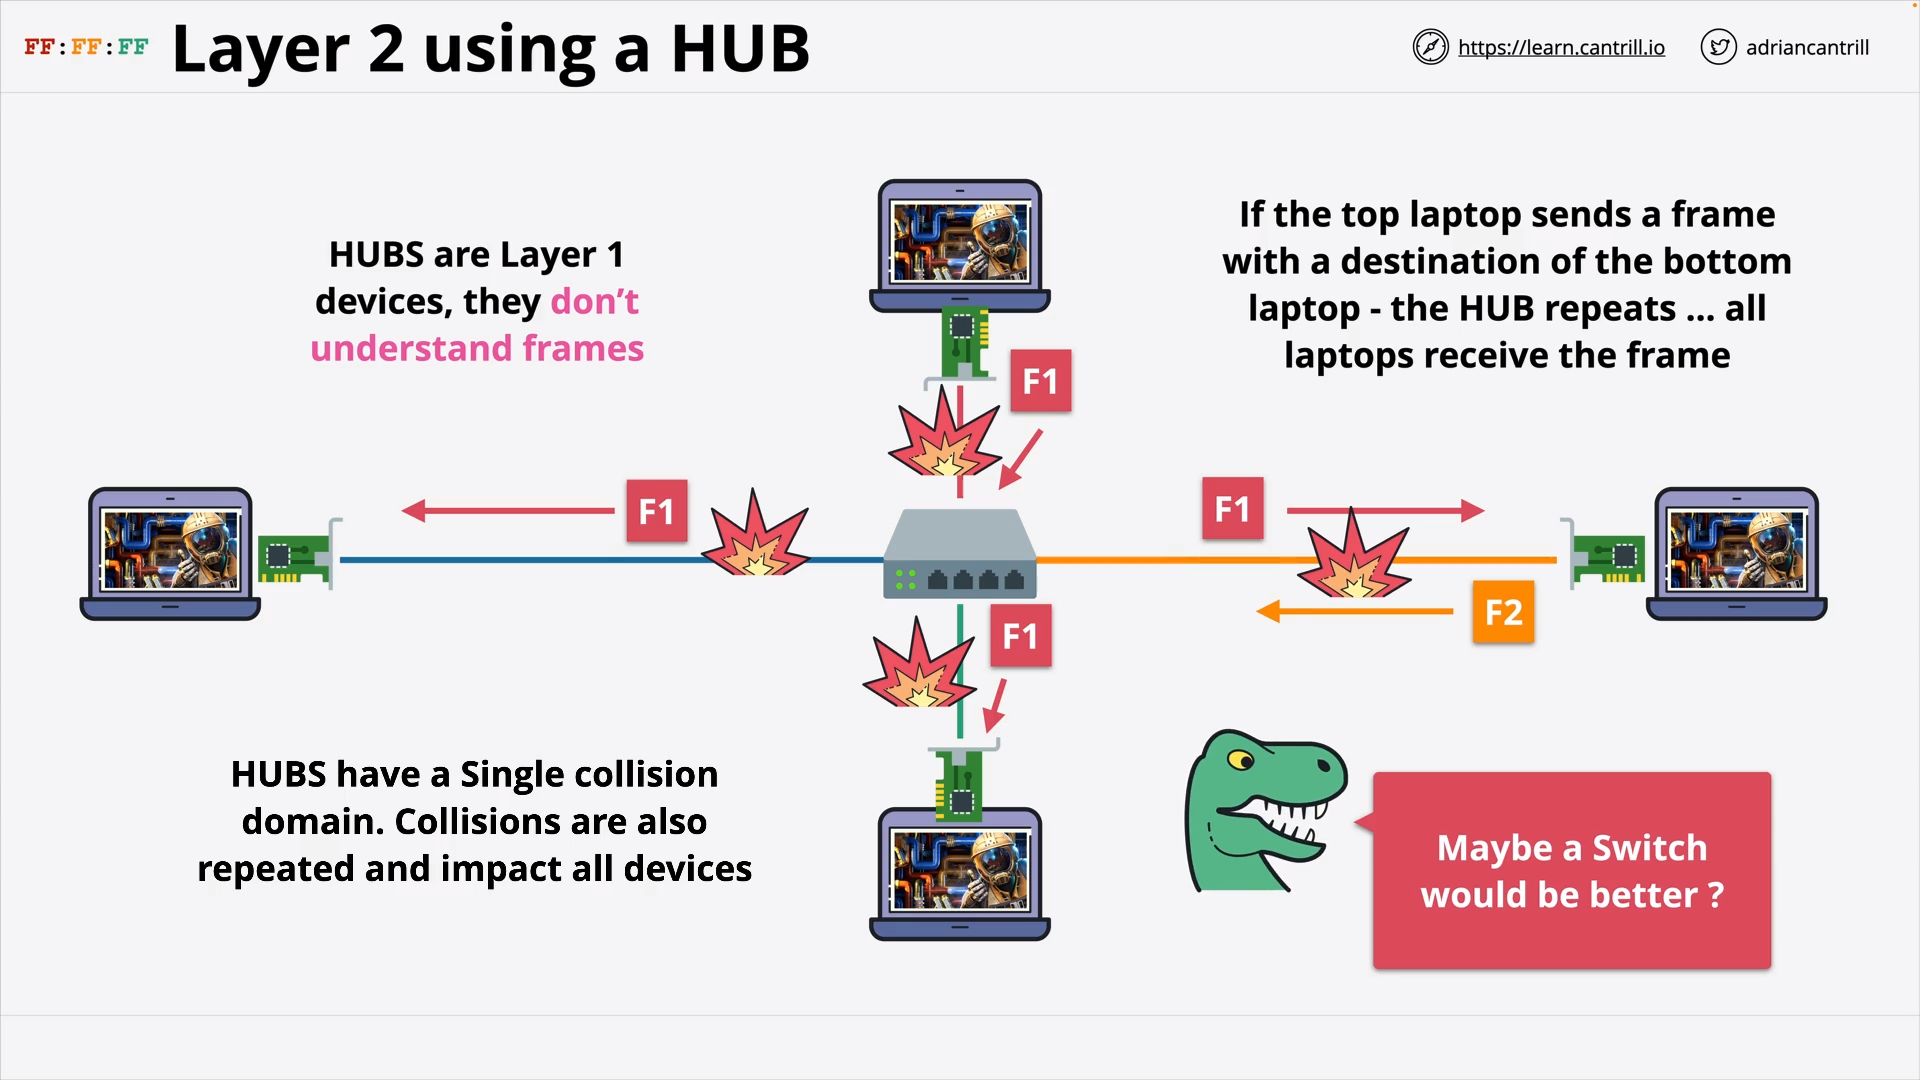 FF:FF:FF
Layer 2 using a HUB
https://learn.cantrill.io
adriancantrill
HUBS are Layer 1
devices, they don’t
understand frames
If the top laptop sends a frame
with a destination of the bottom
laptop - the HUB repeats ... all
laptops receive the frame
F1
F1
F1
F2
F1
HUBS have a Single collision
domain. Collisions are also
repeated and impact all devices
Maybe a Switch
would be better ?